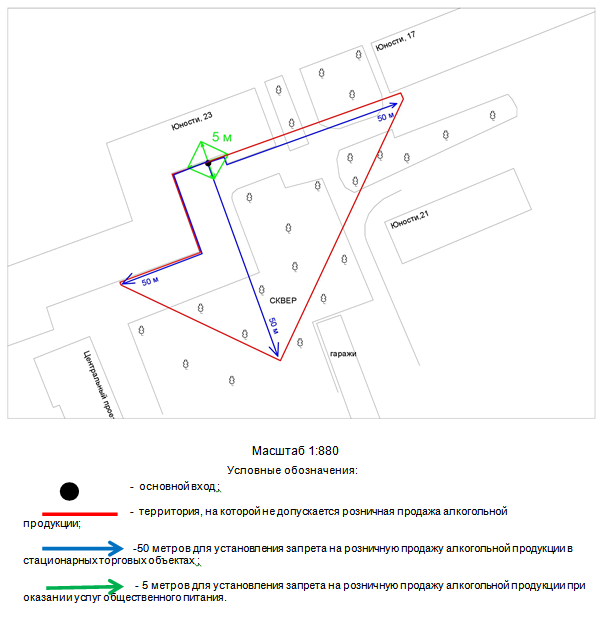 Юности, 17
Юности, 23
5 м
50 м
Юности,21
50 м
СКВЕР
50 м
гаражи
Центральный прое
Масштаб 1:880
Условные обозначения:
- основной вход,;
- территория, на которой не допускается розничная продажа алкогольной
продукции;
-50 метров для установления запрета на розничную продажу алкогольной продукции в
стационарных торговых объектах,;
- 5 метров для установления запрета на розничную продажу алкогольной продукции при
оказании услуг общественного питания.